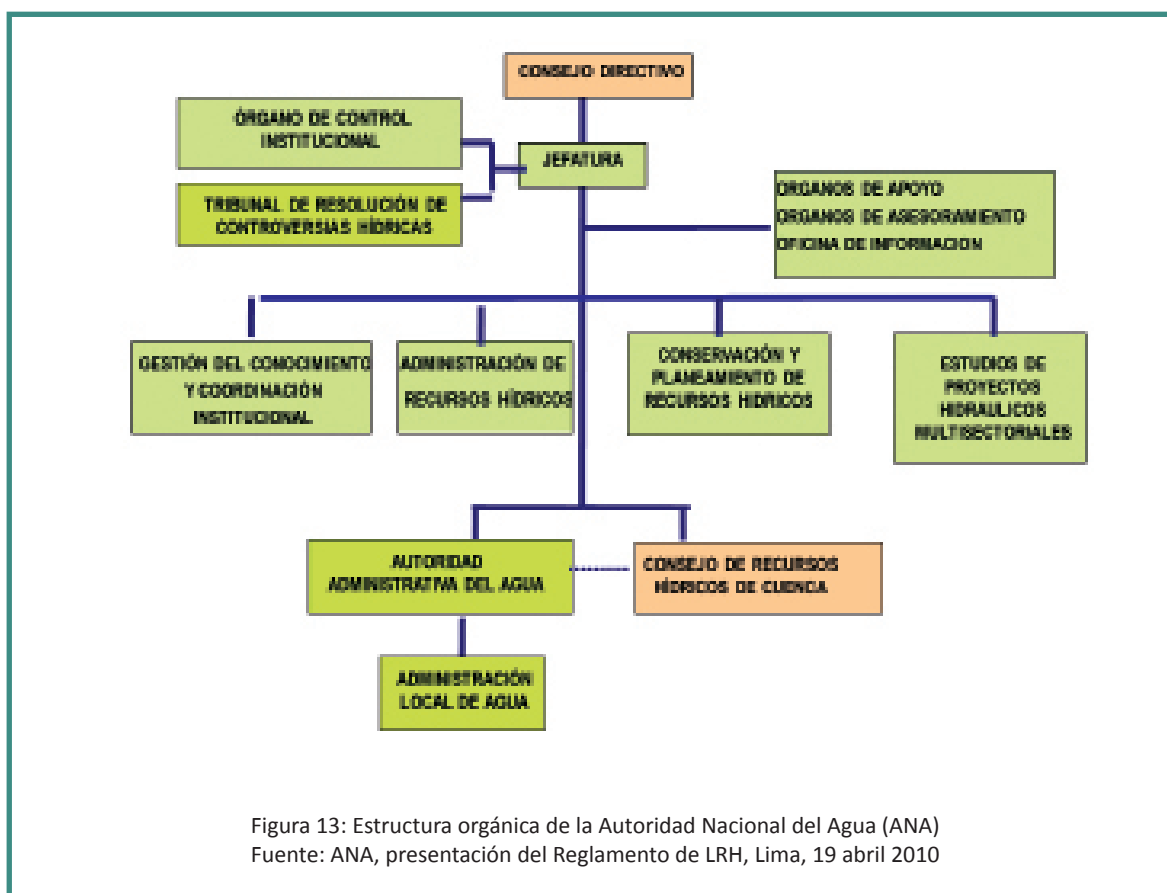 CONSEJO DIRECTIVO
ÓRGANO DE CONTROL
INSTITUCIONAL
JEFATURA
TRIBUNAL DE RESOLUCIÓN DE
CONTROVERSIAS HÍDRICAS
ORGANOS DE APOYO
ORGANOS DE ASESORAMIENTO
OFICINA DE INFORMACION
GESTIÓN DEL CONOCIMIENTO
Y COORDINACIÓN
INSTITUCIONAL
ADMINISTRACIÓN DE
RECURSOS HÍDRICOS
CONSERVACIÓN Y
PLANEAMIENTO DE
RECURSOS HIDRICOS
ESTUDIOS DE
PROYECTOS
HIDRAULICOS
MULTISECTORIALES
AUTORIDAD
ADMINISTRATIVA DEL AGUA
CONSEJO DE RECURSOS
HÍDRICOS DE CUENCA
ADMINISTRACIÓN
LOCAL DE AGUA
Figura 13: Estructura orgánica de la Autoridad Nacional del Agua (ANA)
Fuente: ANA, presentación del Reglamento de LRH, Lima, 19 abril 2010